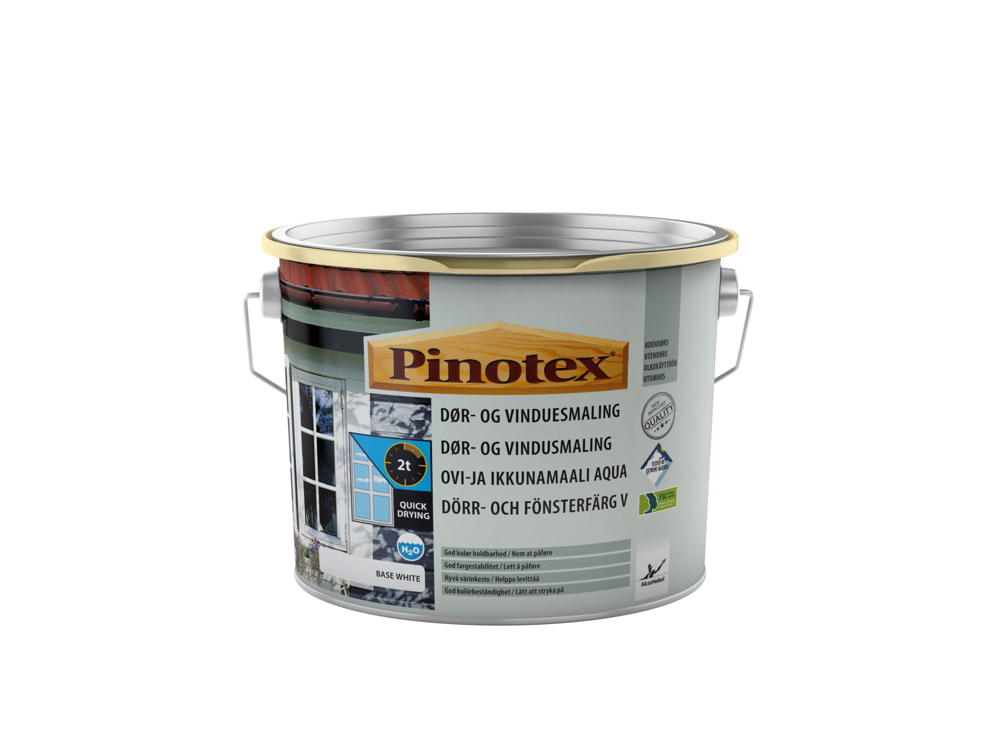 Pinotex®
UDENDØRS
UTENDØRS
ULKOKÄYTTÖÖN
UTOMHUS
DØR- OG VINDUESMALING
DØR- OG VINDUSMALING
OVI-JA IKKUNAMAALI AQUA
DÖRR- OCH FÖNSTERFÄRG V
NEW
IMPROVED
QUALITY
TESTED IN
EXTREME WEATHER
FSC
2t
QUICK
DRYING
H2O
BASE WHITE
God kulør holdbarhed / Nem at påføre
God fargestabilitet / Lett å påføre
Hyvä värinkesto / Helppo levittää
God kulörbeständighet / Lätt att stryka på
AkzoNobel